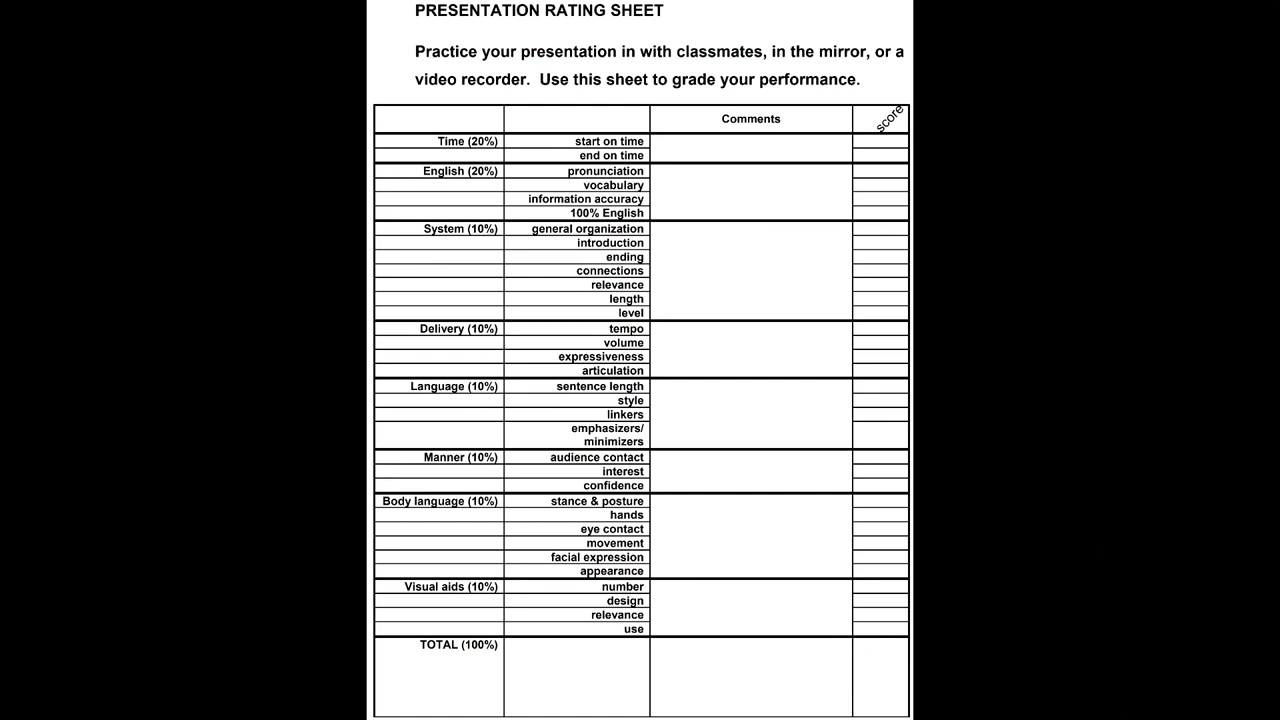 PRESENTATION RATING SHEET
Practice your presentation in with classmates, in the mirror, or a
video recorder.  Use this sheet to grade your performance.
Comments score
Time (20%) start on time
end on time
English (20%) pronunciation
vocabulary
information accuracy
100% English
System (10%) general organization
introduction
ending
connections
relevance
length
level
Delivery (10%) tempo
volume
expressiveness
articulation
Language (10%) sentence length
style
linkers
emphasizers/
minimizers
Manner (10%) audience contact
interest
confidence
Body language (10%) stance & posture
hands
eye contact
movement
facial expression
appearance
Visual aids (10%) number
design
relevance
use
TOTAL (100%)